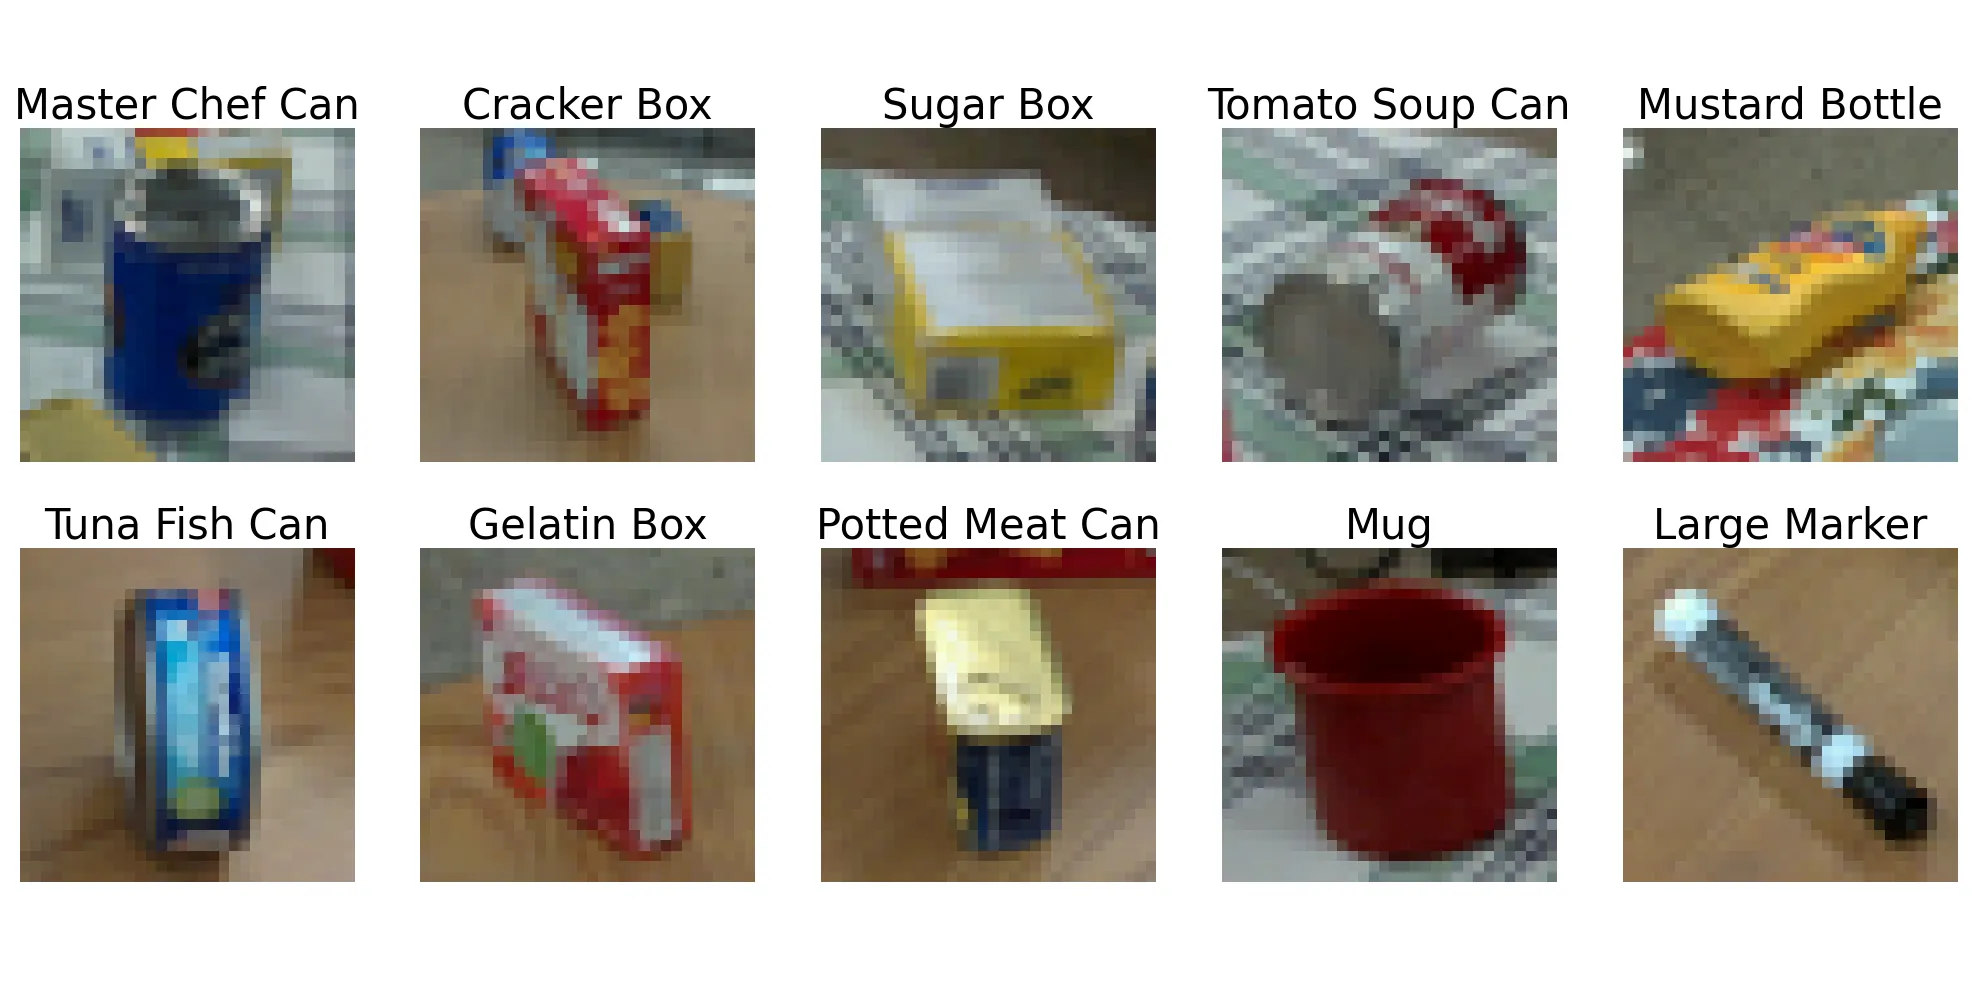 Master Chef Can
Cracker Box
Sugar Box
Tomato Soup Can
Mustard Bottle
Tuna Fish Can
Gelatin Box
Potted Meat Can
Mug
Large Marker